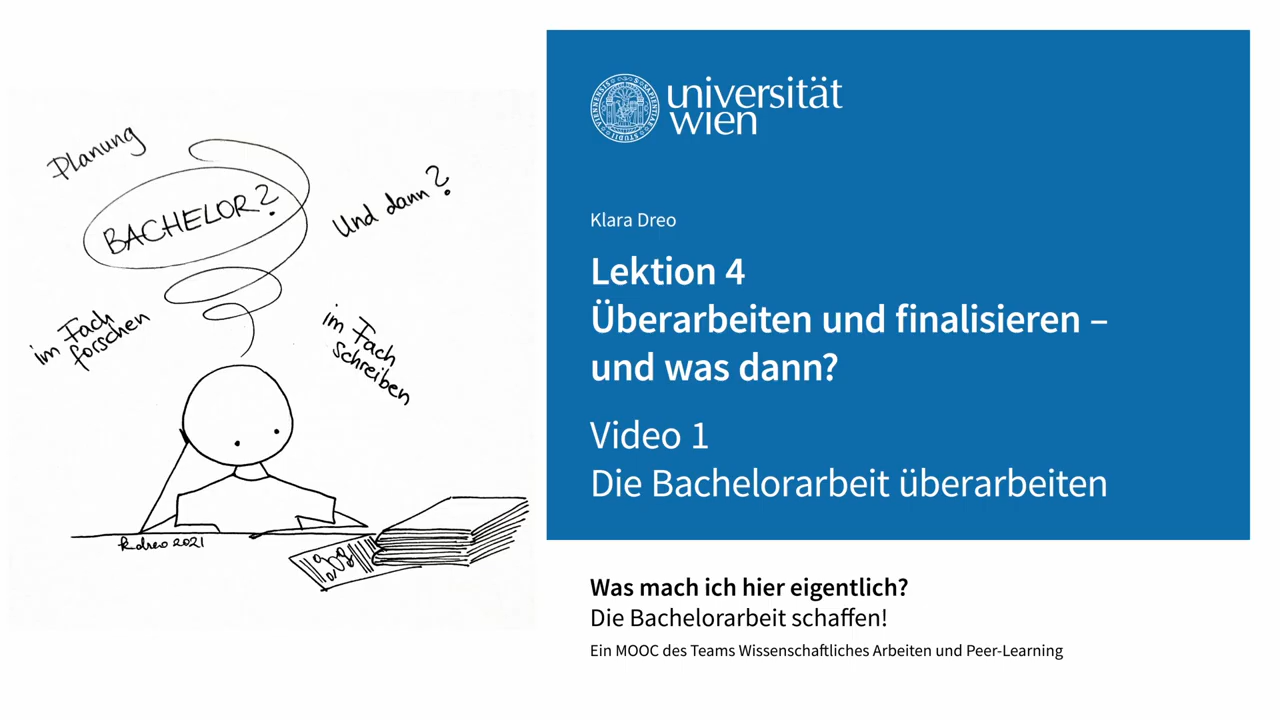 Planung
BACHELOR?
Und dann?
im Fach
forschen
im Fach
schreiben
k dreo 2021
universität
wien
Klara Dreo
Lektion 4
Überarbeiten und finalisieren –
und was dann?
Video 1
Die Bachelorarbeit überarbeiten
Was mach ich hier eigentlich?
Die Bachelorarbeit schaffen!
Ein MOOC des Teams Wissenschaftliches Arbeiten und Peer-Learning